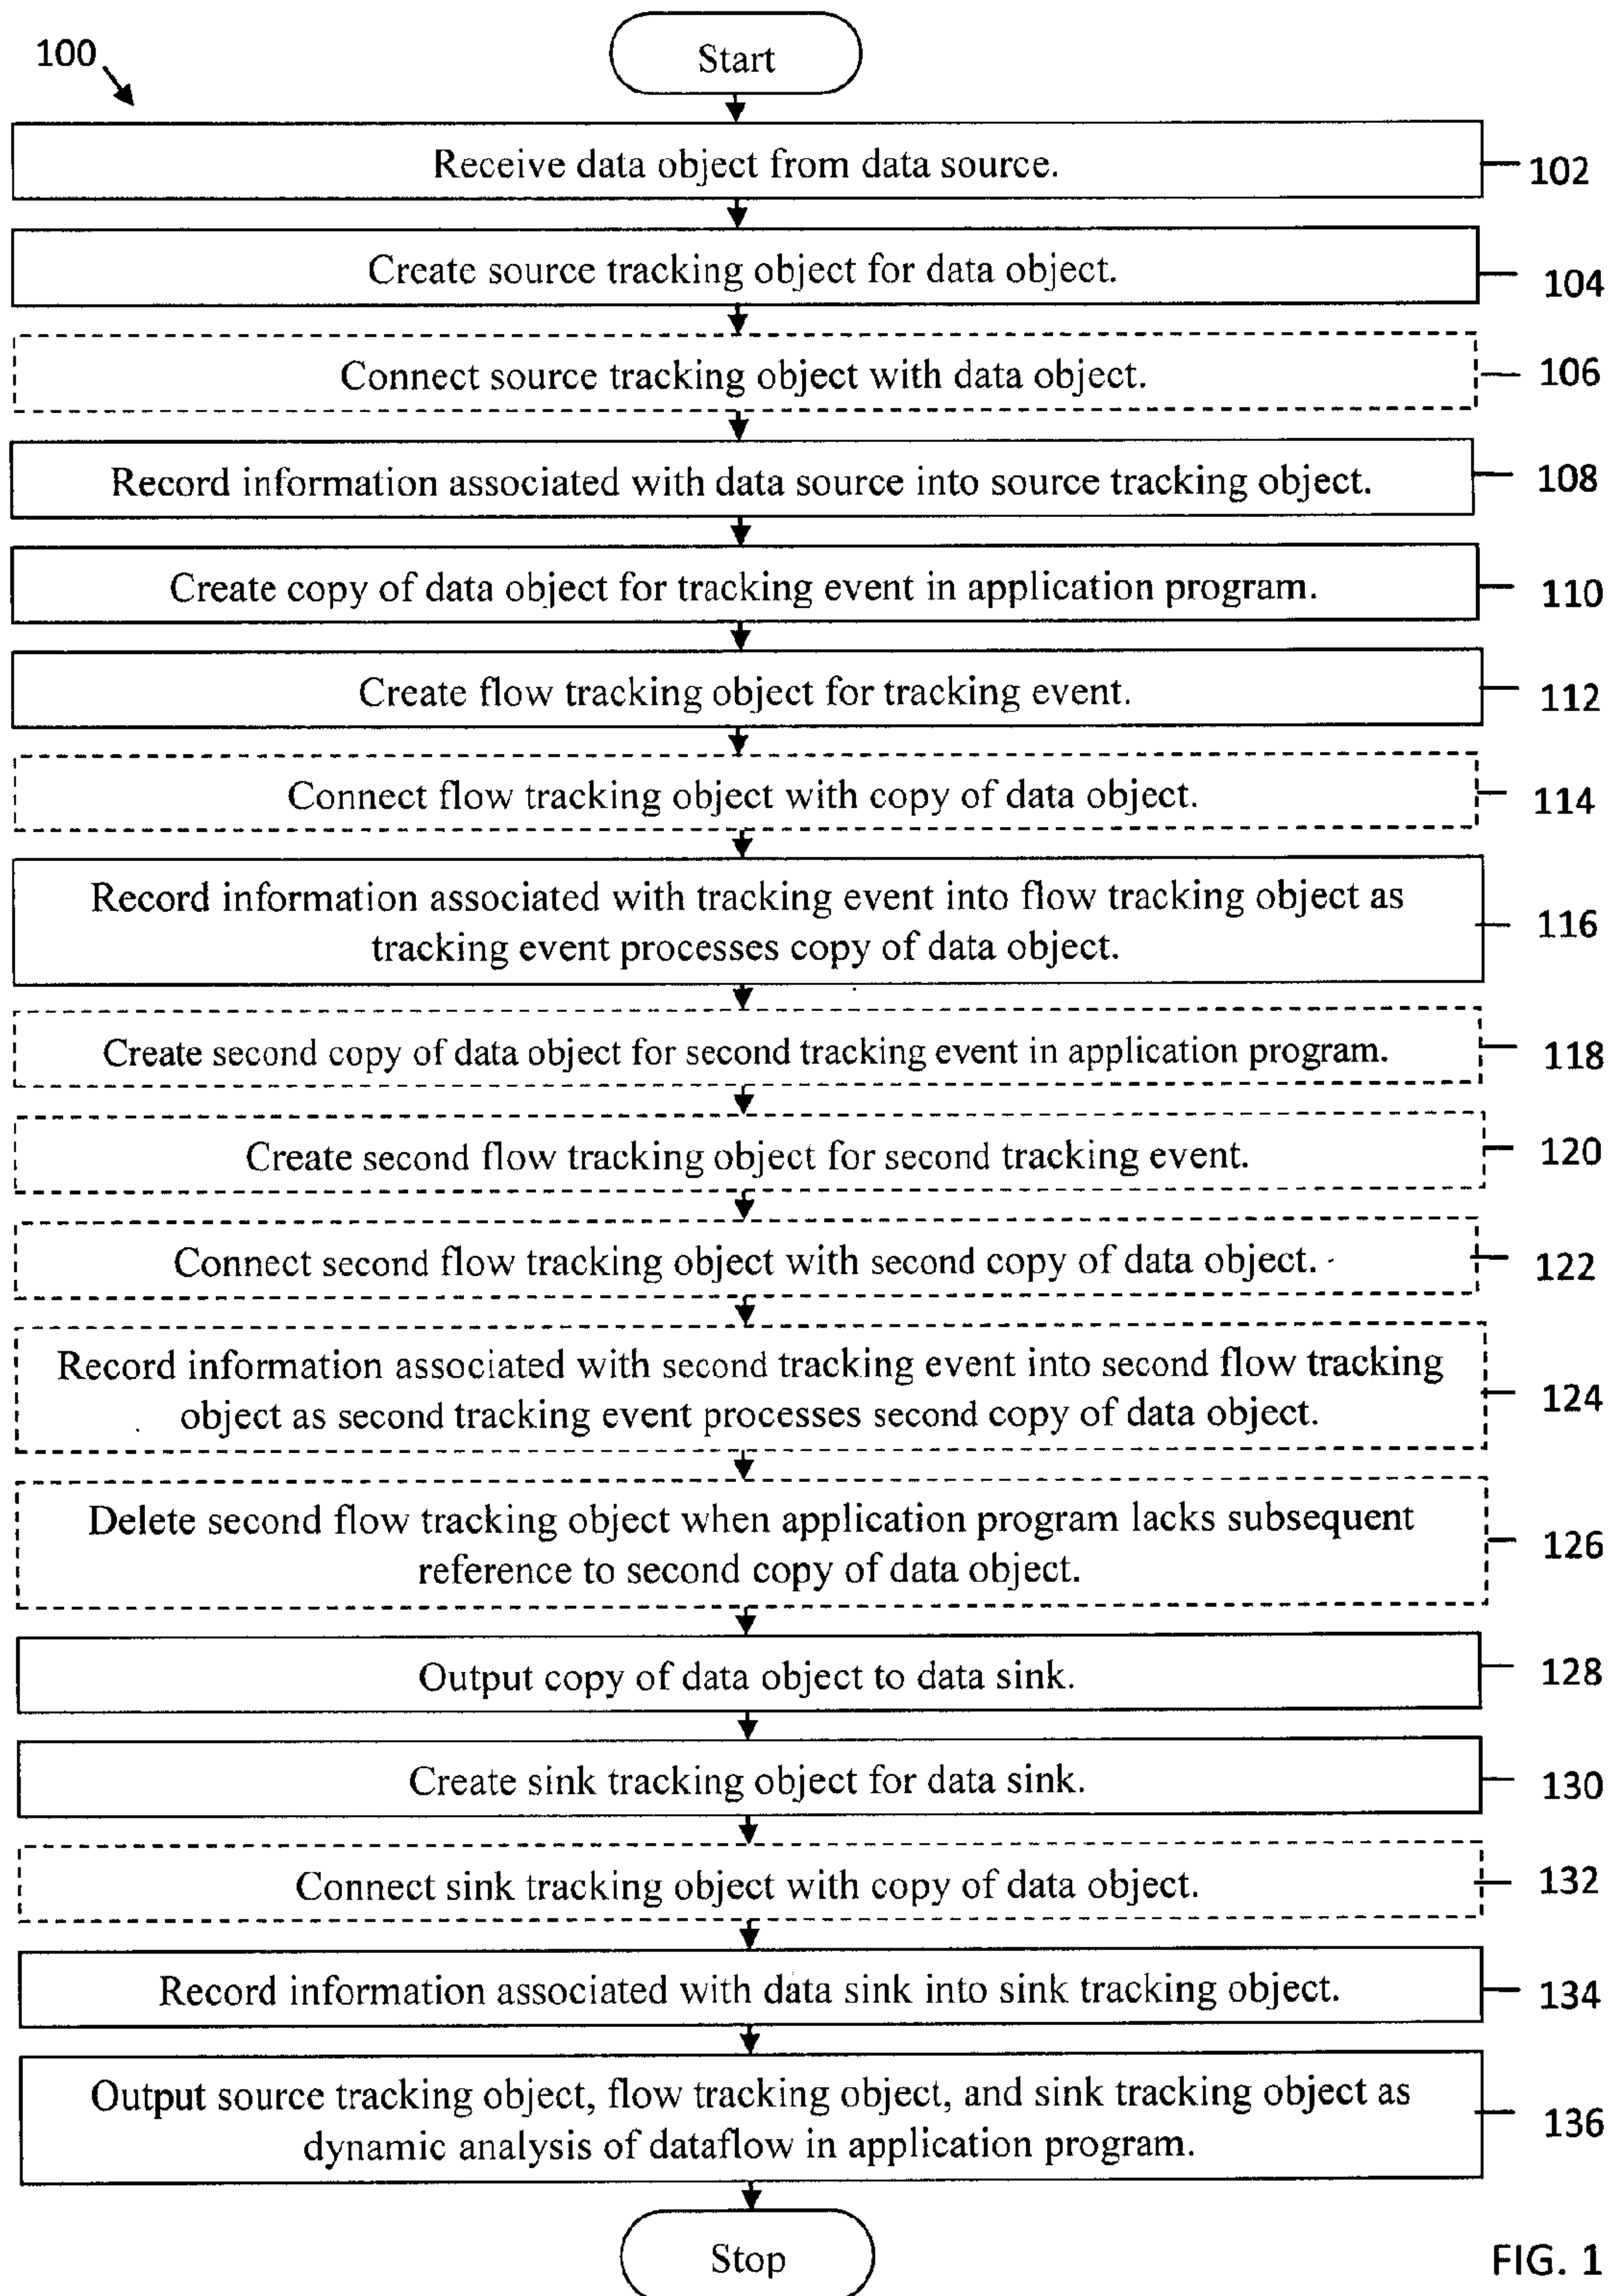 100
Start
Receive data object from data source.
102
Create source tracking object for data object.
104
Connect source tracking object with data object.
106
Record information associated with data source into source tracking object.
108
Create copy of data object for tracking event in application program.
110
Create flow tracking object for tracking event.
112
Connect flow tracking object with copy of data object.
114
Record information associated with tracking event into flow tracking object as
tracking event processes copy of data object.
116
Create second copy of data object for second tracking event in application program.
118
Create second flow tracking object for second tracking event.
120
Connect second flow tracking object with second copy of data object.
122
Record information associated with second tracking event into second flow tracking
object as second tracking event processes second copy of data object.
124
Delete second flow tracking object when application program lacks subsequent
reference to second copy of data object.
126
Output copy of data object to data sink.
128
Create sink tracking object for data sink.
130
Connect sink tracking object with copy of data object.
132
Record information associated with data sink into sink tracking object.
134
Output source tracking object, flow tracking object, and sink tracking object as
dynamic analysis of dataflow in application program.
136
Stop
FIG. 1